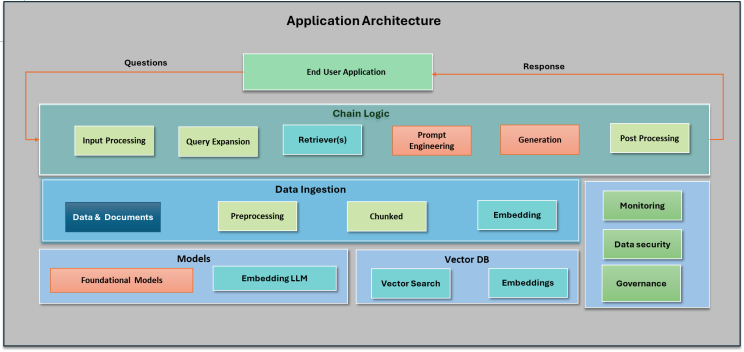 Application Architecture
Questions
End User Application
Response
Chain Logic
Input Processing
Query Expansion
Retriever(s)
Prompt
Engineering
Generation
Post Processing
Data Ingestion
Data & Documents
Preprocessing
Chunked
Embedding
Monitoring
Data security
Governance
Models
Foundational Models
Embedding LLM
Vector DB
Vector Search
Embeddings